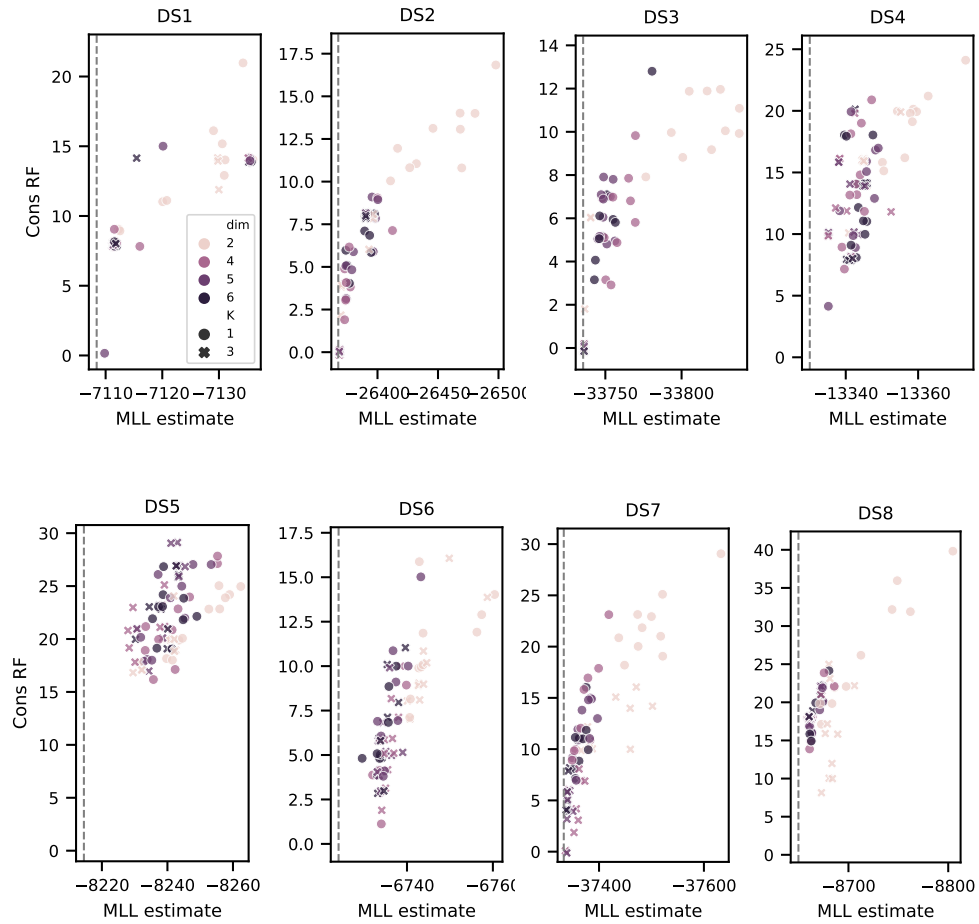 DS1 DS2 DS3 DS4
Cons RF
20 15 10 5 0
17.5 15.0 12.5 10.0 7.5 5.0 2.5 0.0
14 12 10 8 6 4 2 0
25 20 15 10 5 0
dim
2
4
5
6
K
1
3
−7110 −7120 −7130
−26400 −26450 −26500
−33750 −33800
−13340 −13360
MLL estimate MLL estimate MLL estimate MLL estimate
DS5 DS6 DS7 DS8
Cons RF
30 25 20 15 10 5 0
17.5 15.0 12.5 10.0 7.5 5.0 2.5 0.0
30 25 20 15 10 5 0
40 35 30 25 20 15 10 5 0
−8220 −8240 −8260
−6740 −676(
−37400 −37600
−8700 −8800
MLL estimate MLL estimate MLL estimate MLL estimate